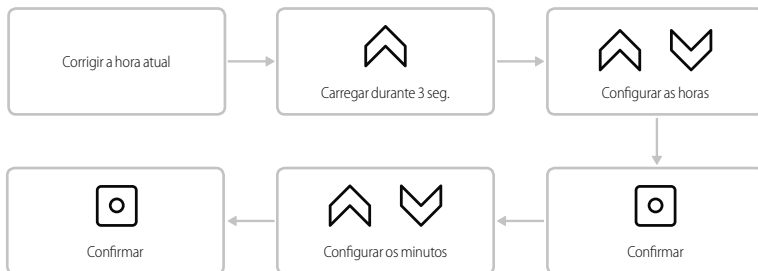 Corrigir a hora atual
Carregar durante 3 seg.
Configurar as horas
Confirmar
Configurar os minutos
Confirmar